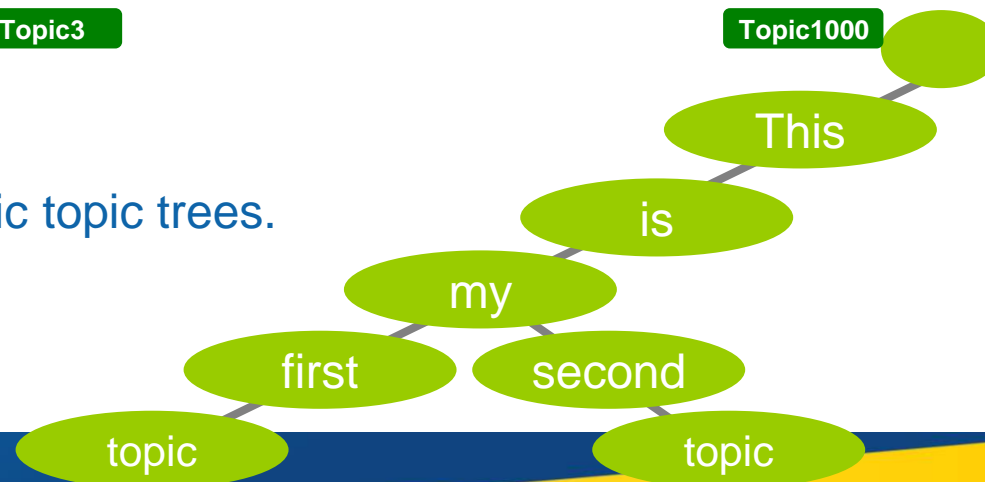 Topic3
Topic1000
This
ic topic trees.
is
my
first
second
topic
topic